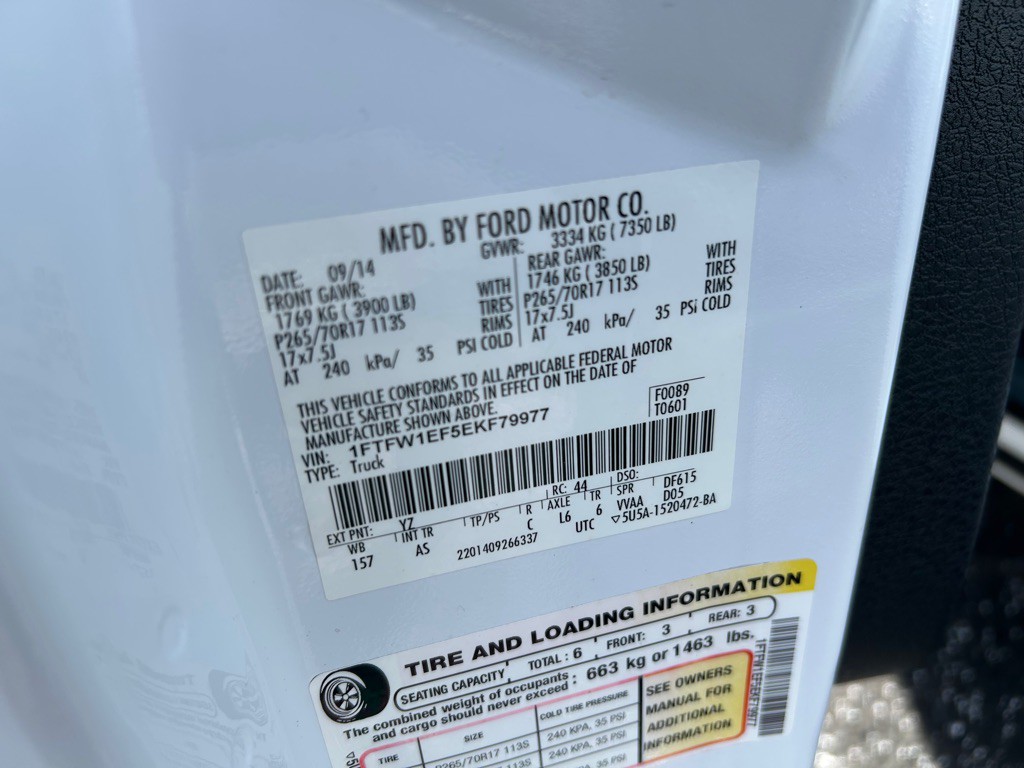 MFD. BY FORD MOTOR CO.
DATE: 09/14
GVWR: 3334 KG ( 7350 LB)
FRONT GAWR:
1769 KG ( 3900 LB) WITH
P265/70R17 113S TIRES
17x7.5J RIMS
AT 240 kPa/ 35 PSI COLD
REAR GAWR:
1746 KG ( 3850 LB) WITH
P265/70R17 113S TIRES
17x7.5J RIMS
AT 240 kPa/ 35 PSi COLD
THIS VEHICLE CONFORMS TO ALL APPLICABLE FEDERAL MOTOR
VEHICLE SAFETY STANDARDS IN EFFECT ON THE DATE OF
MANUFACTURE SHOWN ABOVE.
VIN: 1FTFW1EF5EKF79977
TYPE: Truck
F0089
T0601
EXT PNT: YZ RC: 44 DSO:
WB INT TR TP/PS R AXLE TR SPR DF615
157 AS C L6 6 VVAA D05
2201409266337 UTC ▽5U5A-1520472-BA
TIRE AND LOADING INFORMATION
SEATING CAPACITY TOTAL : 6 FRONT: 3 REAR: 3
The combined weight of occupants
and cargo should never exceed : 663 kg or 1463 lbs.
TIRE SIZE COLD TIRE PRESSURE
P265/70R17 113S 240 KPA, 35 PSI
240 KPA, 35 PSI
SEE OWNERS
MANUAL FOR
ADDITIONAL
INFORMATION
1FTFW1EF5EKF79977